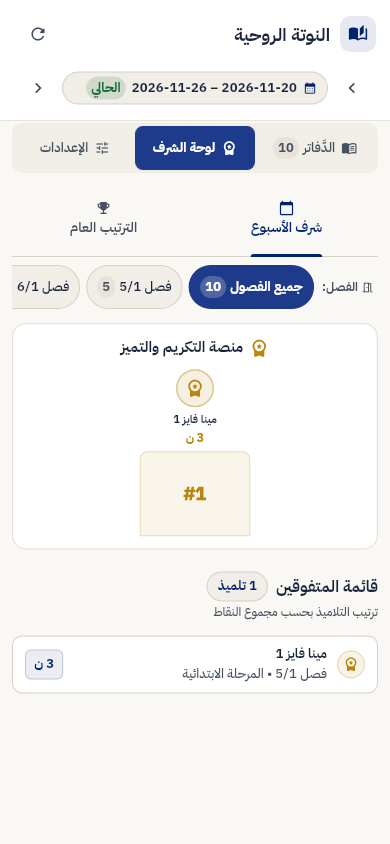 النوتة الروحية
2026-11-20 – 2026-11-26 الحالي
الدَّفاتر 10
لوحة الشرف
الإعدادات
شرف الأسبوع
الترتيب العام
الفصل:
جميع الفصول 10
فصل 5/1 5
فصل 6/1
منصة التكريم والتميز
مينا فايز 1
3 ن
#1
قائمة المتفوقين
1 تلميذ
ترتيب التلاميذ بحسب مجموع النقاط
مينا فايز 1
فصل 5/1 • المرحلة الابتدائية
3 ن